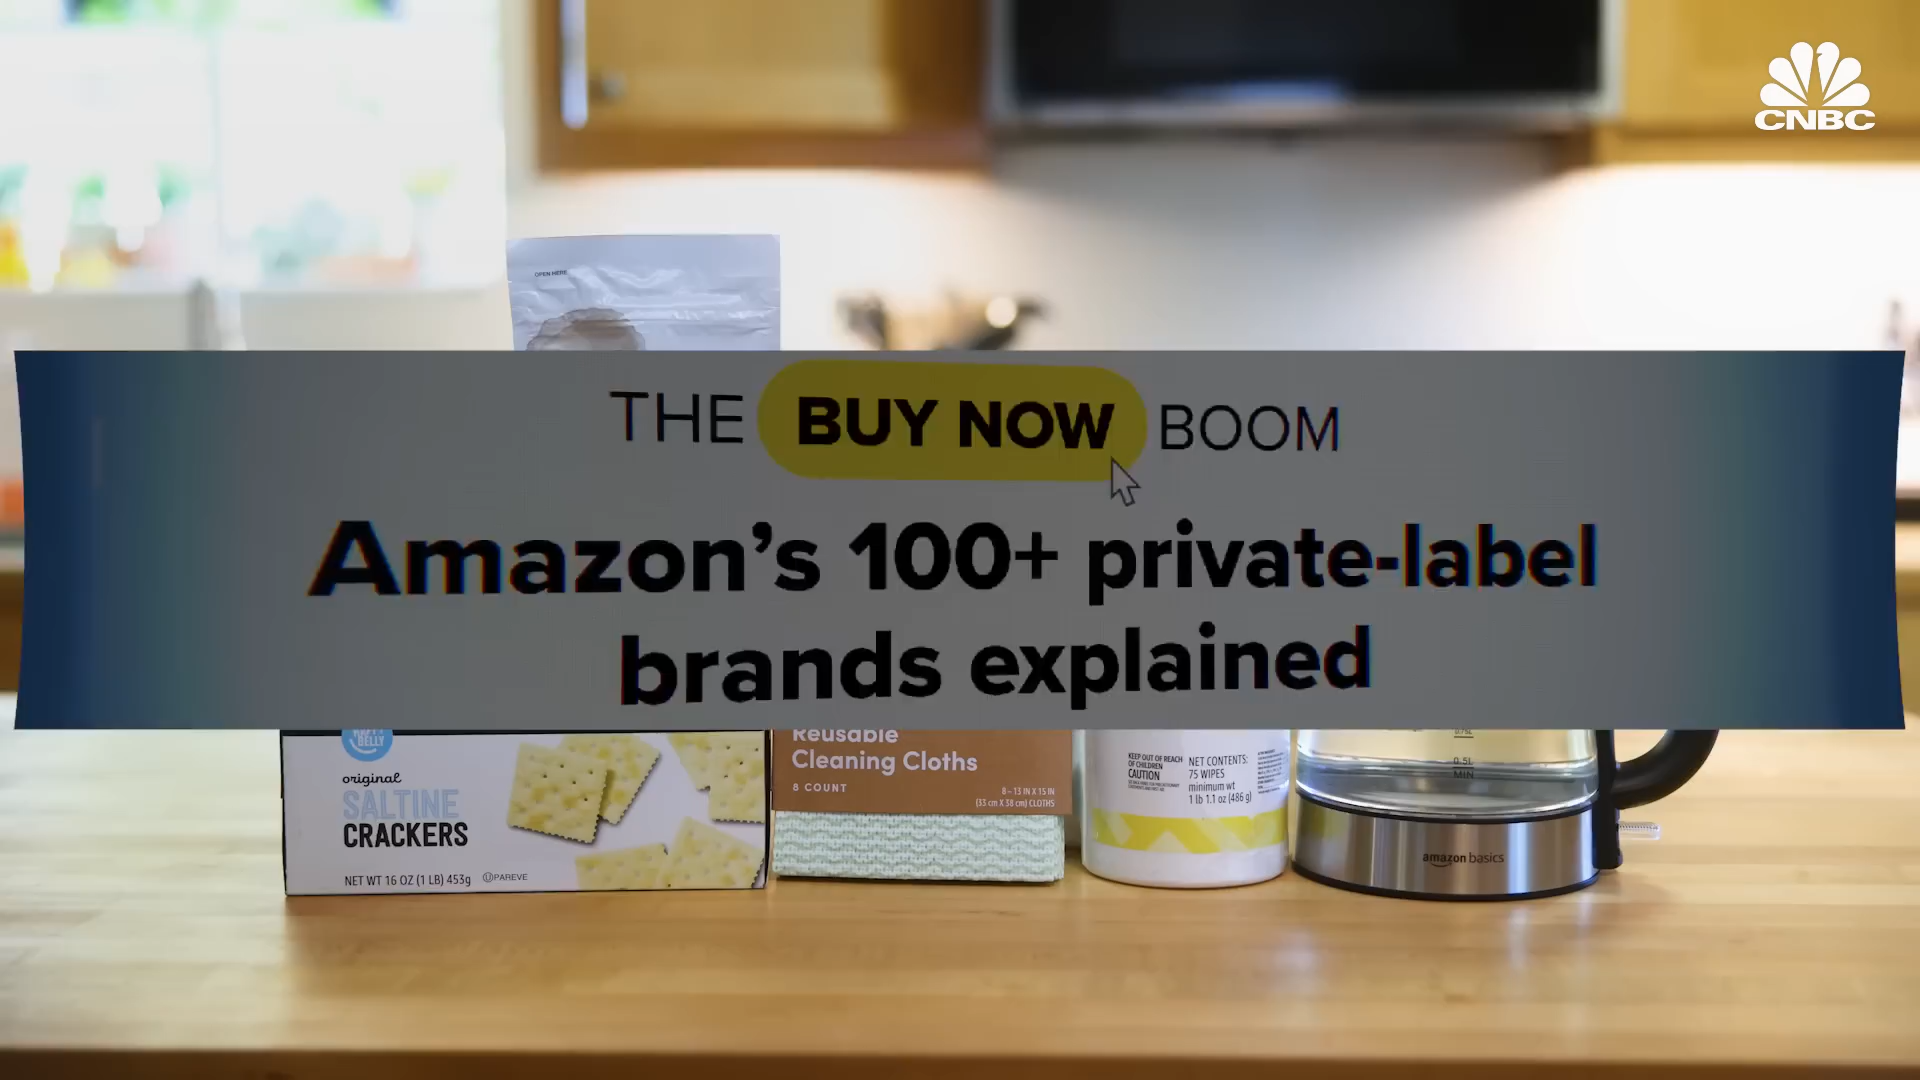 CNBC
OPEN HERE
THE BUY NOW BOOM
Amazon's 100+ private-label
brands explained
BELLY
original
SALTINE
CRACKERS
NET WT 16 OZ (1 LB) 453g
PAREVE
Reusable
Cleaning Cloths
8 COUNT
8 – 13 IN X 15 IN
(33 cm X 38 cm) CLOTHS
KEEP OUT OF REACH
OF CHILDREN
CAUTION
NET CONTENTS:
75 WIPES
minimum wt
1 lb 1.1 oz (486 g)
0.75L
0.5L
MIN
amazon basics